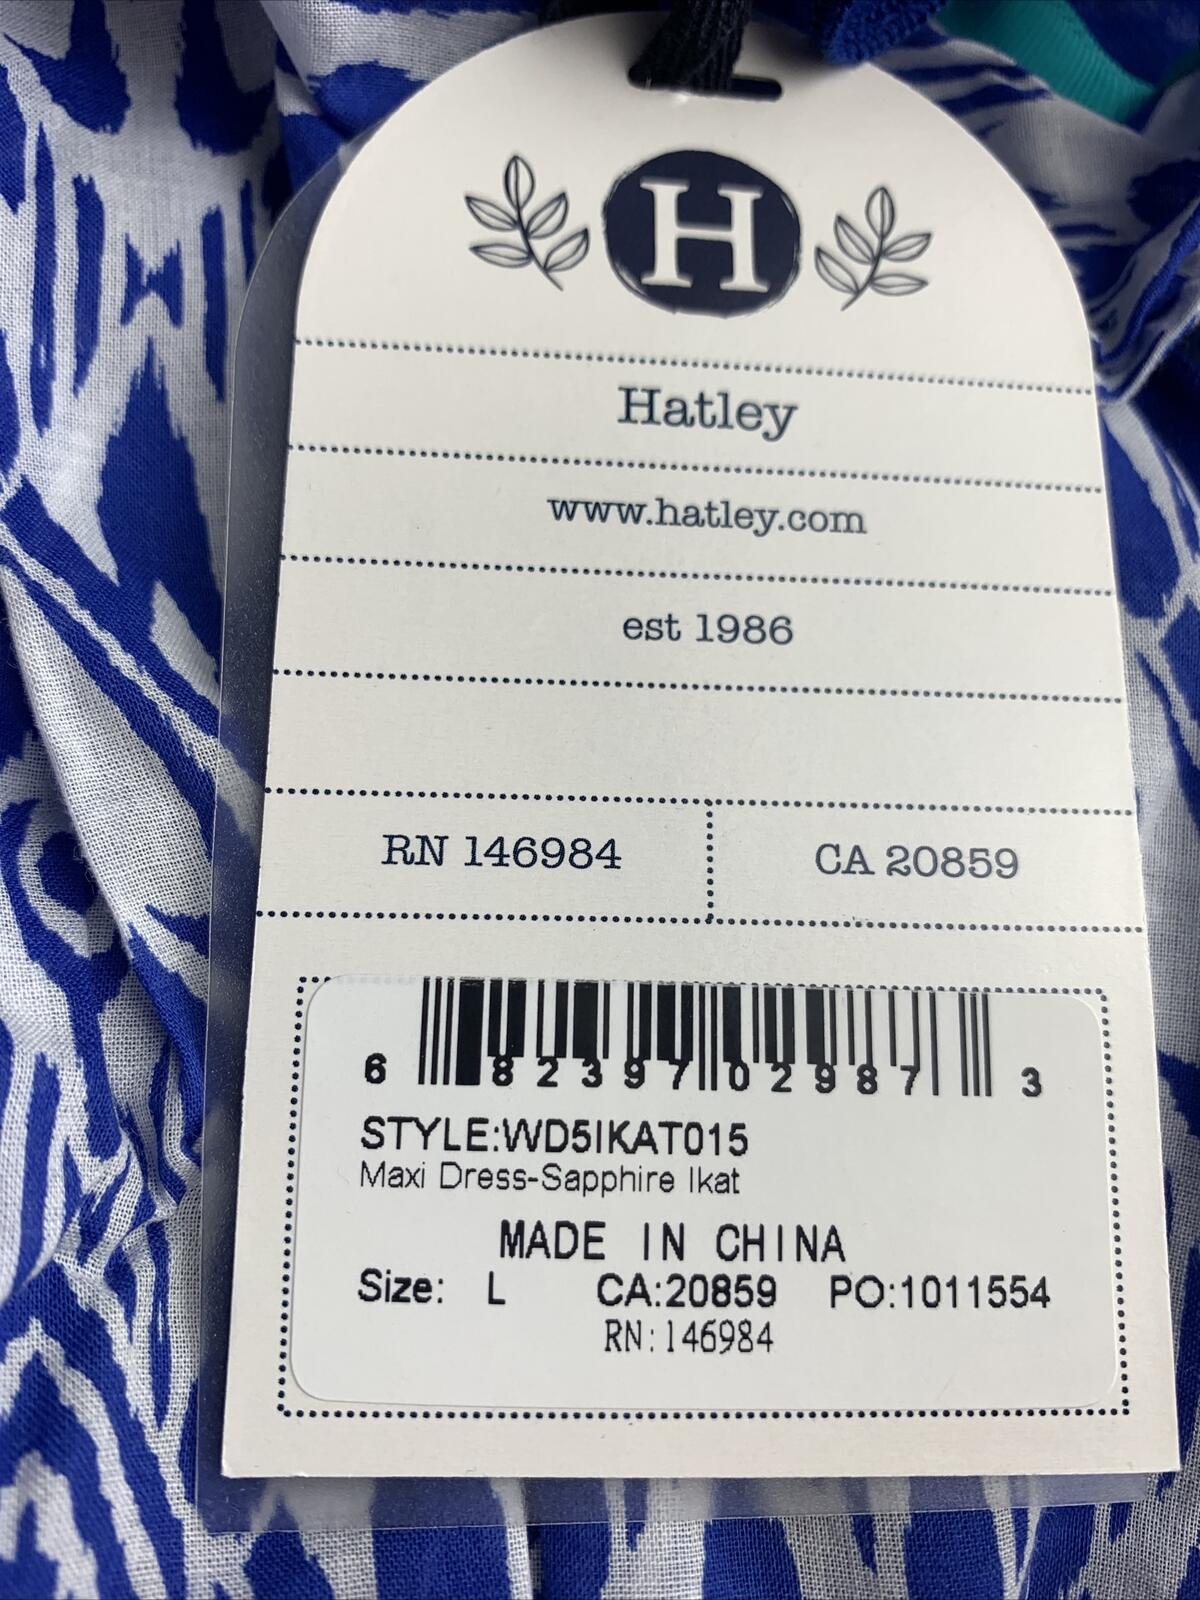 H
Hatley
www.hatley.com
est 1986
RN 146984 CA 20859
6 82397 02987 3
STYLE:WD5IKAT015
Maxi Dress-Sapphire Ikat
MADE IN CHINA
Size: L CA:20859 PO:1011554
RN:146984